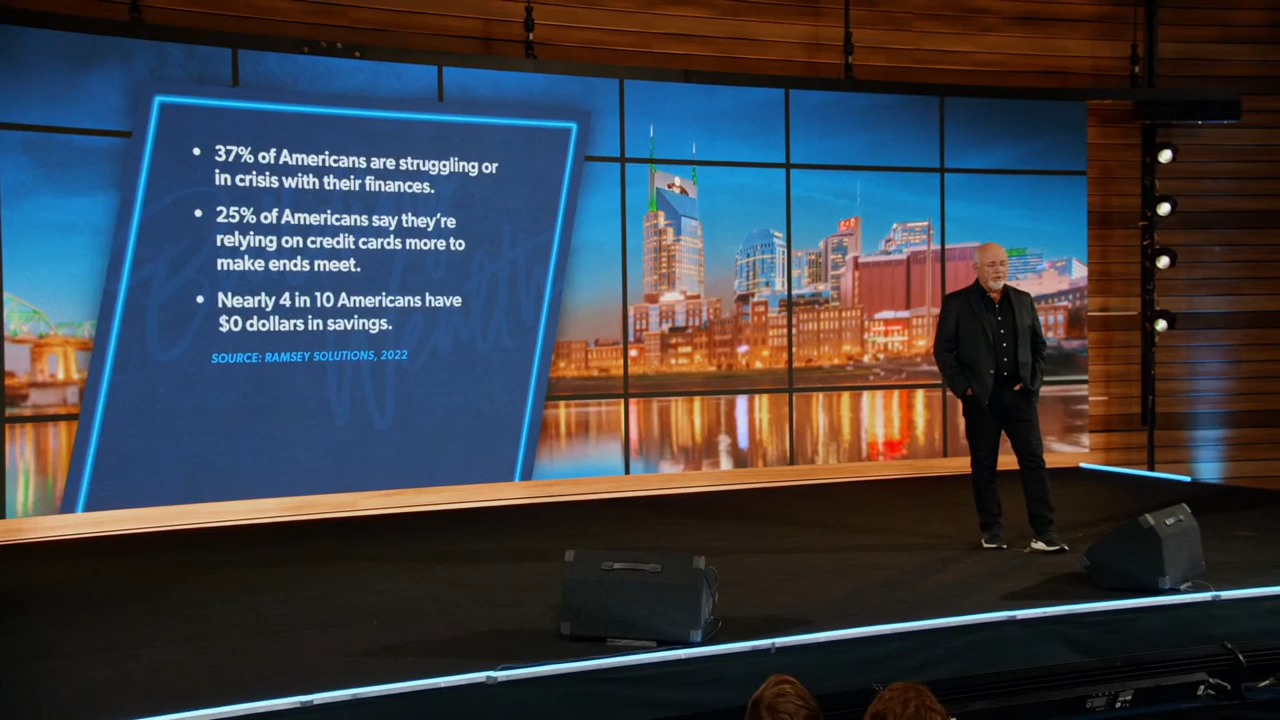 • 37% of Americans are struggling or
in crisis with their finances.
• 25% of Americans say they're
relying on credit cards more to
make ends meet.
• Nearly 4 in 10 Americans have
$0 dollars in savings.
SOURCE: RAMSEY SOLUTIONS, 2022